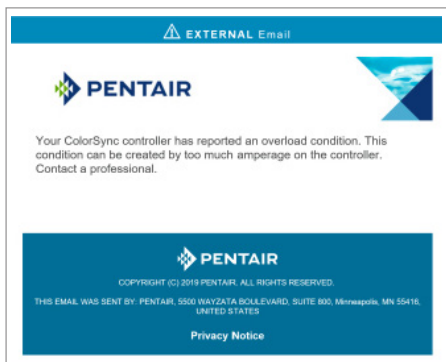 EXTERNAL Email
PENTAIR
Your ColorSync controller has reported an overload condition. This
condition can be created by too much amperage on the controller.
Contact a professional.
PENTAIR
COPYRIGHT (C) 2019 PENTAIR. ALL RIGHTS RESERVED.
THIS EMAIL WAS SENT BY: PENTAIR, 5500 WAYZATA BOULEVARD, SUITE 800, Minneapolis, MN 55416,
UNITED STATES
Privacy Notice